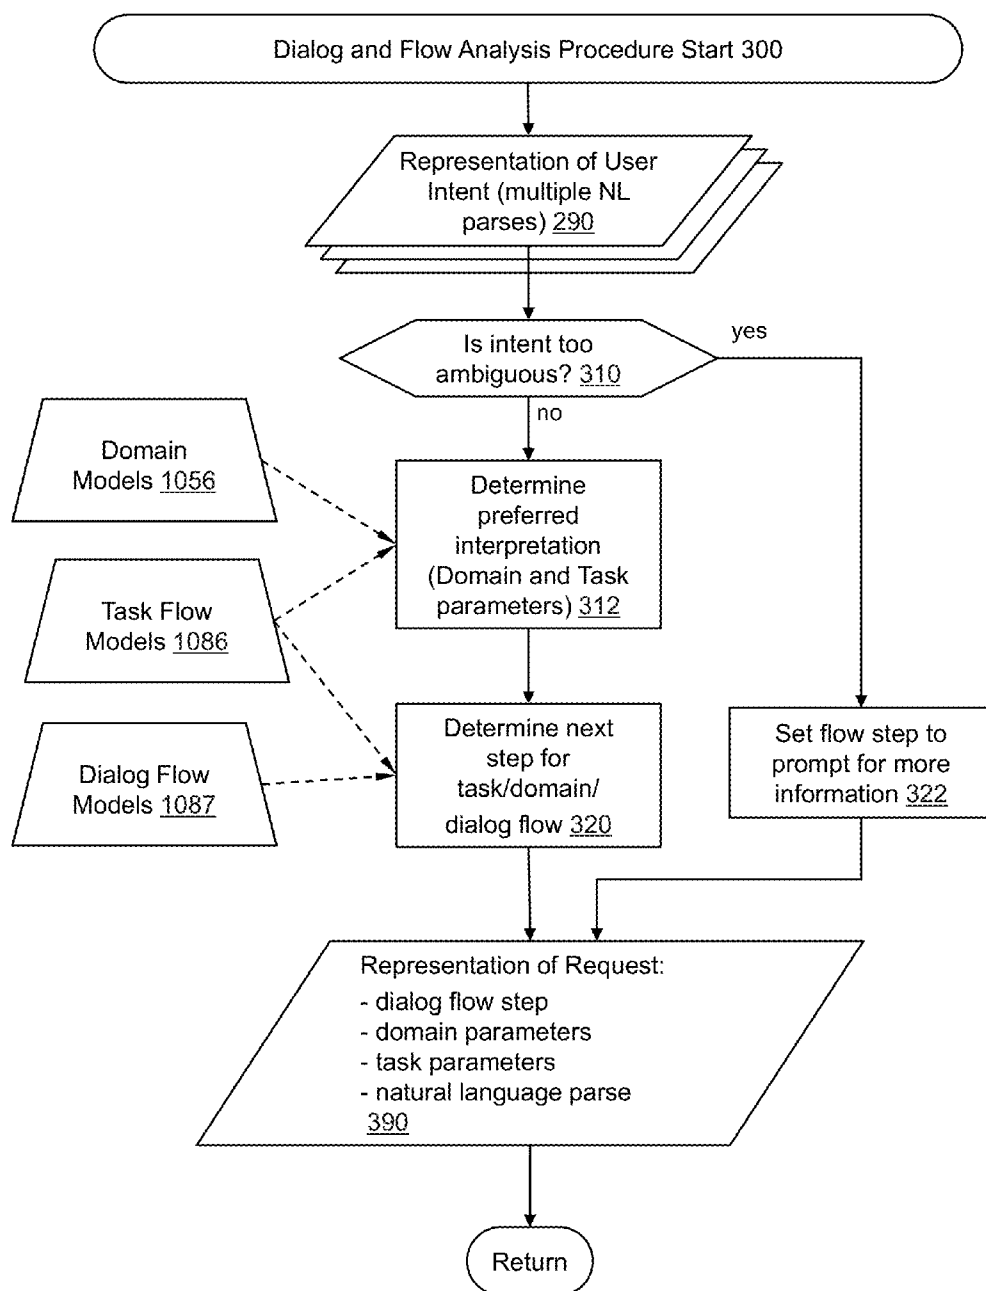 Dialog and Flow Analysis Procedure Start 300
Representation of User
Intent (multiple NL
parses) 290
Is intent too
ambiguous? 310
yes
no
Domain
Models 1056
Determine
preferred
interpretation
(Domain and Task
parameters) 312
Task Flow
Models 1086
Dialog Flow
Models 1087
Determine next
step for
task/domain/
dialog flow 320
Set flow step to
prompt for more
information 322
Representation of Request:
- dialog flow step
- domain parameters
- task parameters
- natural language parse
390
Return